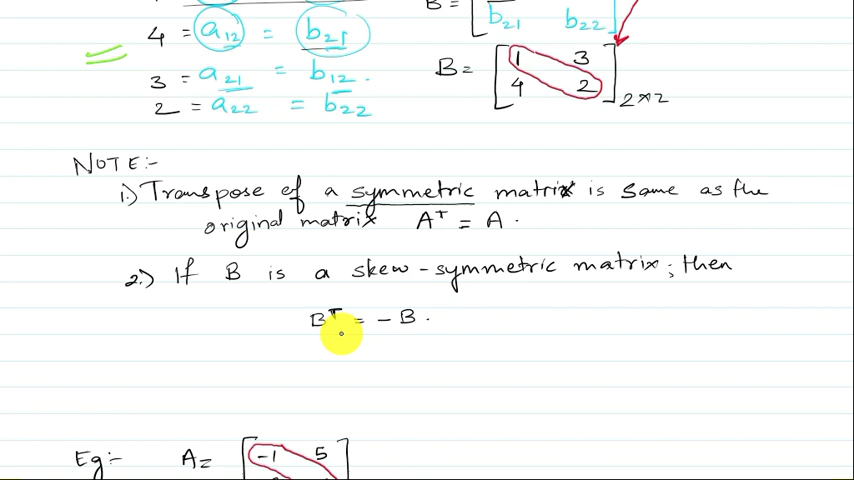 B =
b21 b22
4 = a12 = b21
3 = a21 = b12.
2 = a22 = b22
B = [1 3
4 2]2×2
NOTE:-
1.) Transpose of a symmetric matrix is same as the
original matrix A^T = A.
2.) If B is a skew-symmetric matrix; then
B^T = -B.
Eg:- A = [-1 5